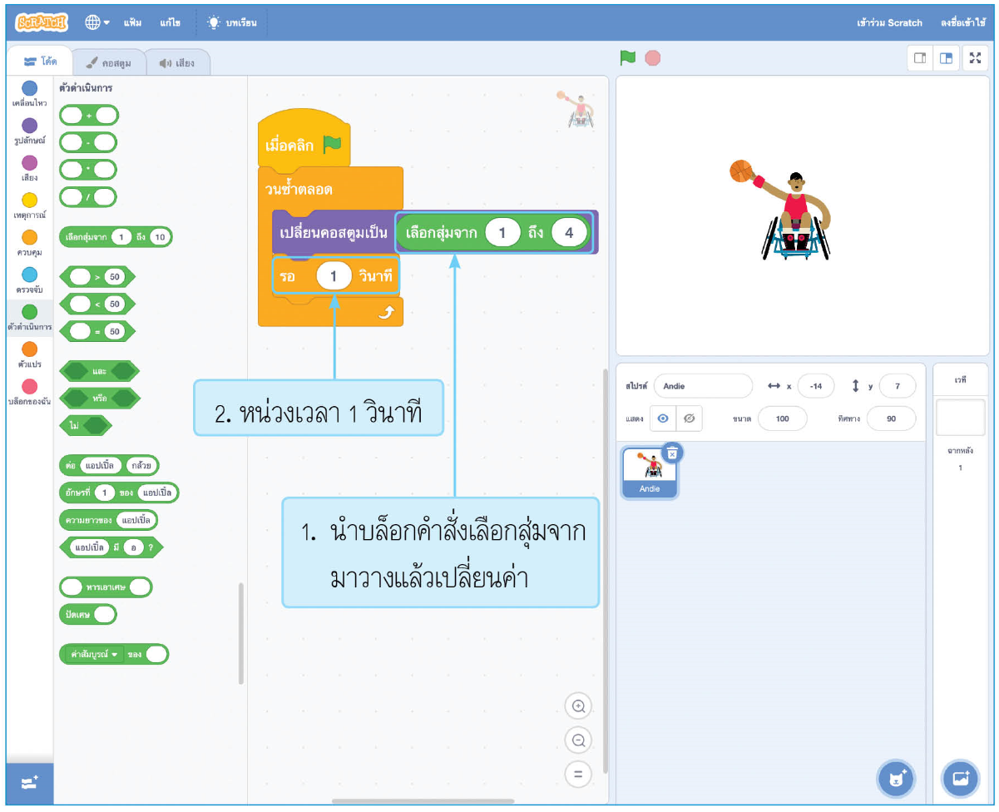 SCRATCH แฟ้ม แก้ไข บทเรียน เข้าร่วม Scratch ลงชื่อเข้าใช้
โค้ด คอสตูม เสียง
เคลื่อนไหว
รูปลักษณ์
เสียง
เหตุการณ์
ควบคุม
ตรวจจับ
ตัวดำเนินการ
ตัวแปร
บล็อกของฉัน
ตัวดำเนินการ
+
-
*
/
เลือกสุ่มจาก 1 ถึง 10
> 50
< 50
= 50
และ
หรือ
ไม่
ต่อ แอปเปิ้ล กล้วย
อักษรที่ 1 ของ แอปเปิ้ล
ความยาวของ แอปเปิ้ล
แอปเปิ้ล มี อ ?
หารเอาเศษ
ปัดเศษ
ค่าสัมบูรณ์ ของ
เมื่อคลิก
วนซ้ำตลอด
เปลี่ยนคอสตูมเป็น เลือกสุ่มจาก 1 ถึง 4
รอ 1 วินาที
2. หน่วงเวลา 1 วินาที
1. นำบล็อกคำสั่งเลือกสุ่มจาก
มาวางแล้วเปลี่ยนค่า
สไปรต์ Andie x -14 y 7
แสดง ขนาด 100 ทิศทาง 90
Andie
เวที
ฉากหลัง
1